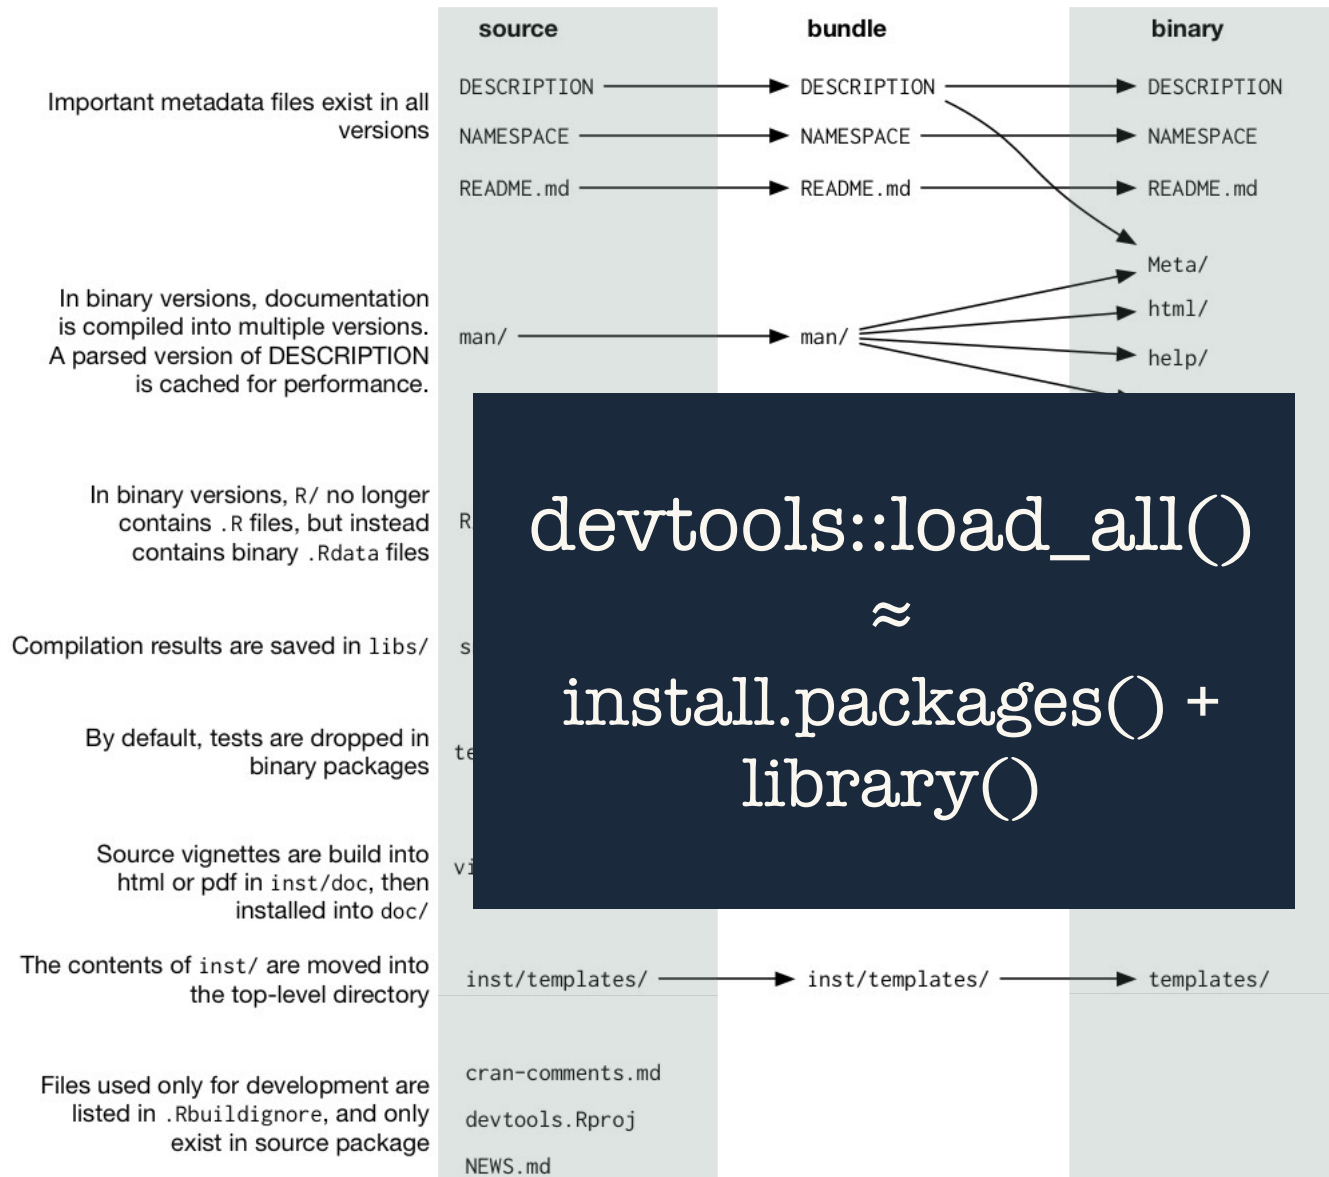 source bundle binary
Important metadata files exist in all
versions
DESCRIPTION DESCRIPTION DESCRIPTION
NAMESPACE NAMESPACE NAMESPACE
README.md README.md README.md
In binary versions, documentation
is compiled into multiple versions.
A parsed version of DESCRIPTION
is cached for performance.
man/ man/
Meta/
html/
help/
In binary versions, R/ no longer
contains .R files, but instead
contains binary .Rdata files
R
Compilation results are saved in libs/
s
By default, tests are dropped in
binary packages
te
Source vignettes are build into
html or pdf in inst/doc, then
installed into doc/
vi
devtools::load_all()
≈
install.packages() +
library()
The contents of inst/ are moved into
the top-level directory
inst/templates/ inst/templates/ templates/
Files used only for development are
listed in .Rbuildignore, and only
exist in source package
cran-comments.md
devtools.Rproj
NEWS.md